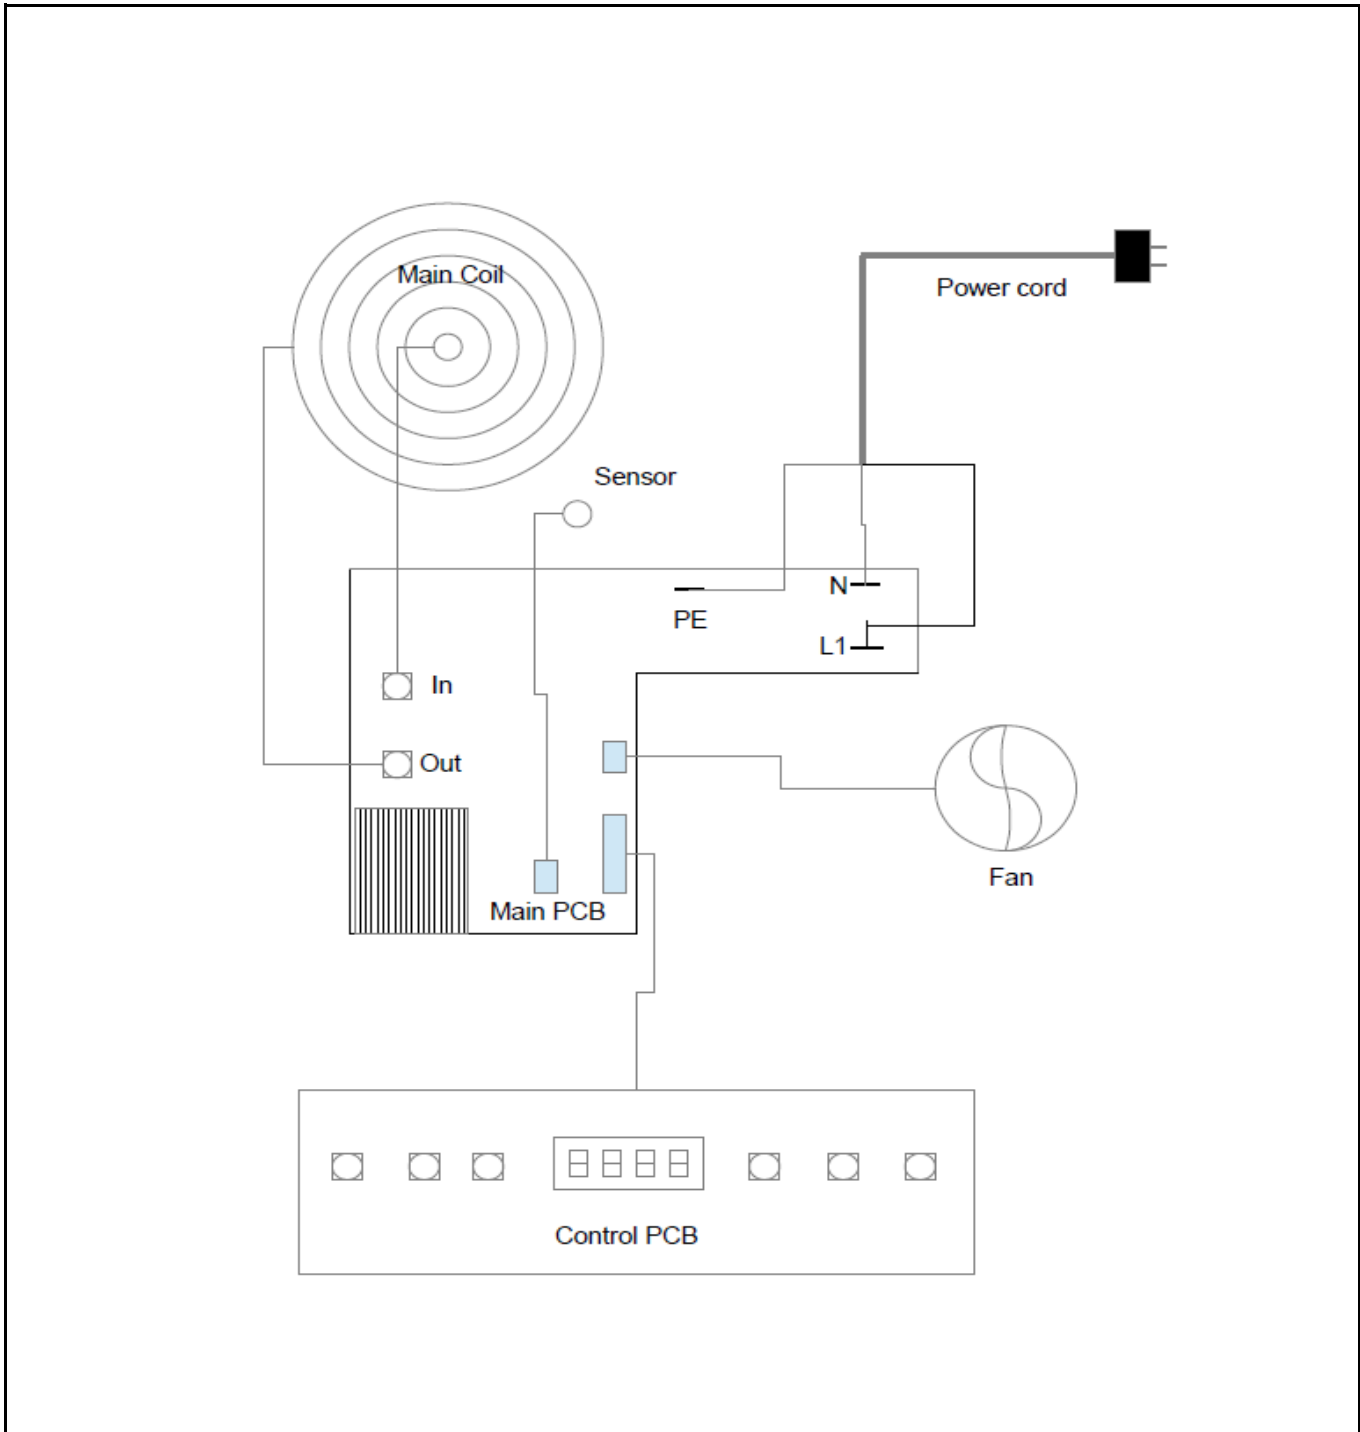 Main Coil
Power cord
Sensor
N
PE
L1
In
Out
Fan
Main PCB
Control PCB